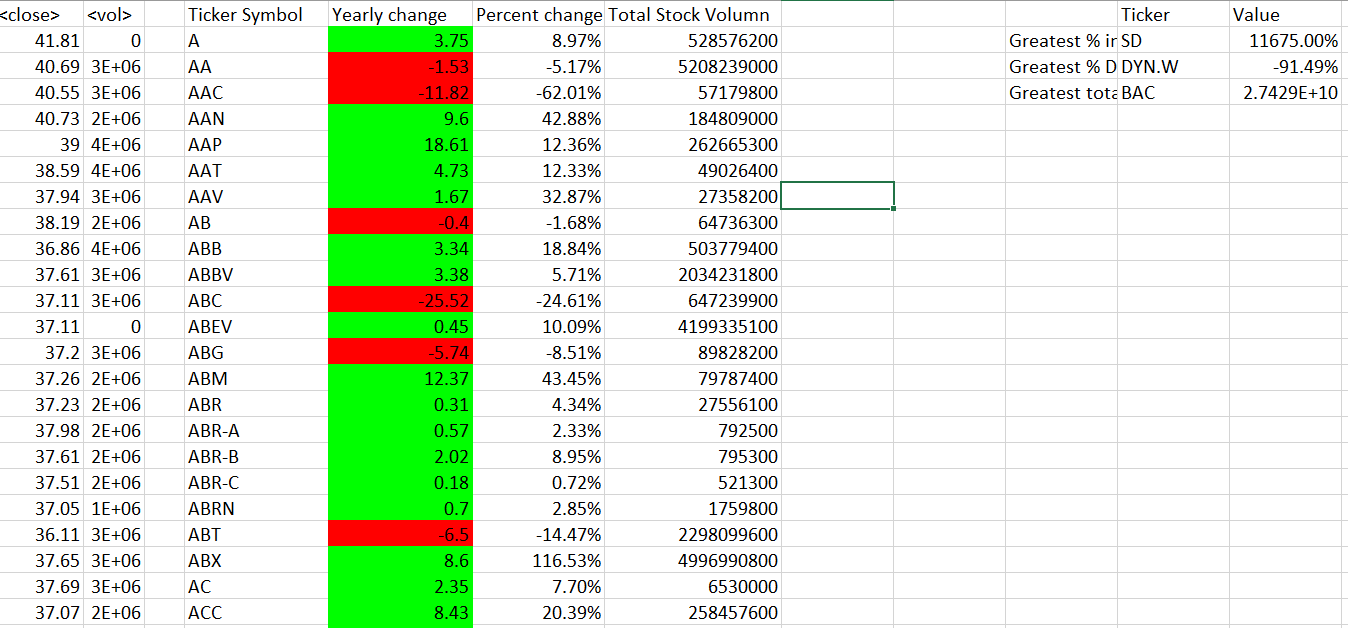 <close> <vol> Ticker Symbol Yearly change Percent change Total Stock Volumn Ticker Value
41.81 0 A 3.75 8.97% 528576200 Greatest % ir SD 11675.00%
40.69 3E+06 AA -1.53 -5.17% 5208239000 Greatest % D DYN.W -91.49%
40.55 3E+06 AAC -11.82 -62.01% 57179800 Greatest tota BAC 2.7429E+10
40.73 2E+06 AAN 9.6 42.88% 184809000
39 4E+06 AAP 18.61 12.36% 262665300
38.59 4E+06 AAT 4.73 12.33% 49026400
37.94 3E+06 AAV 1.67 32.87% 27358200
38.19 2E+06 AB -0.4 -1.68% 64736300
36.86 4E+06 ABB 3.34 18.84% 503779400
37.61 3E+06 ABBV 3.38 5.71% 2034231800
37.11 3E+06 ABC -25.52 -24.61% 647239900
37.11 0 ABEV 0.45 10.09% 4199335100
37.2 3E+06 ABG -5.74 -8.51% 89828200
37.26 2E+06 ABM 12.37 43.45% 79787400
37.23 2E+06 ABR 0.31 4.34% 27556100
37.98 2E+06 ABR-A 0.57 2.33% 792500
37.61 2E+06 ABR-B 2.02 8.95% 795300
37.51 2E+06 ABR-C 0.18 0.72% 521300
37.05 1E+06 ABRN 0.7 2.85% 1759800
36.11 3E+06 ABT -6.5 -14.47% 2298099600
37.65 3E+06 ABX 8.6 116.53% 4996990800
37.69 3E+06 AC 2.35 7.70% 6530000
37.07 2E+06 ACC 8.43 20.39% 258457600